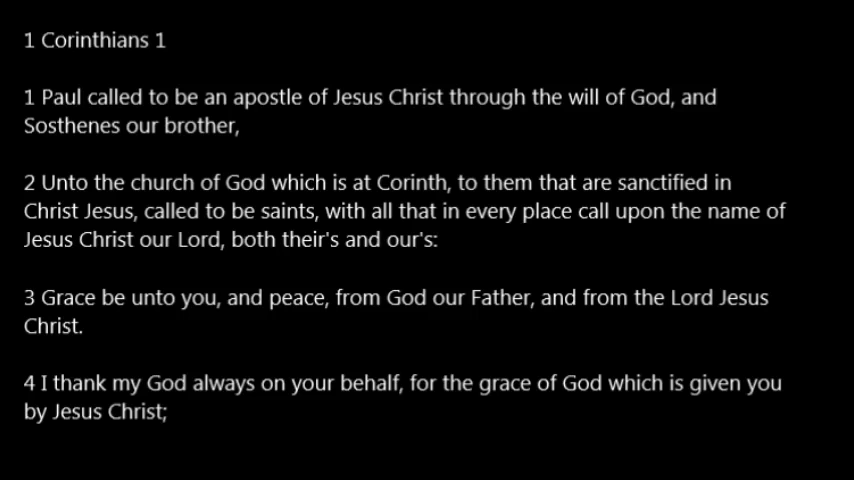 1 Corinthians 1
1 Paul called to be an apostle of Jesus Christ through the will of God, and
Sosthenes our brother,
2 Unto the church of God which is at Corinth, to them that are sanctified in
Christ Jesus, called to be saints, with all that in every place call upon the name of
Jesus Christ our Lord, both their's and our's:
3 Grace be unto you, and peace, from God our Father, and from the Lord Jesus
Christ.
4 I thank my God always on your behalf, for the grace of God which is given you
by Jesus Christ;